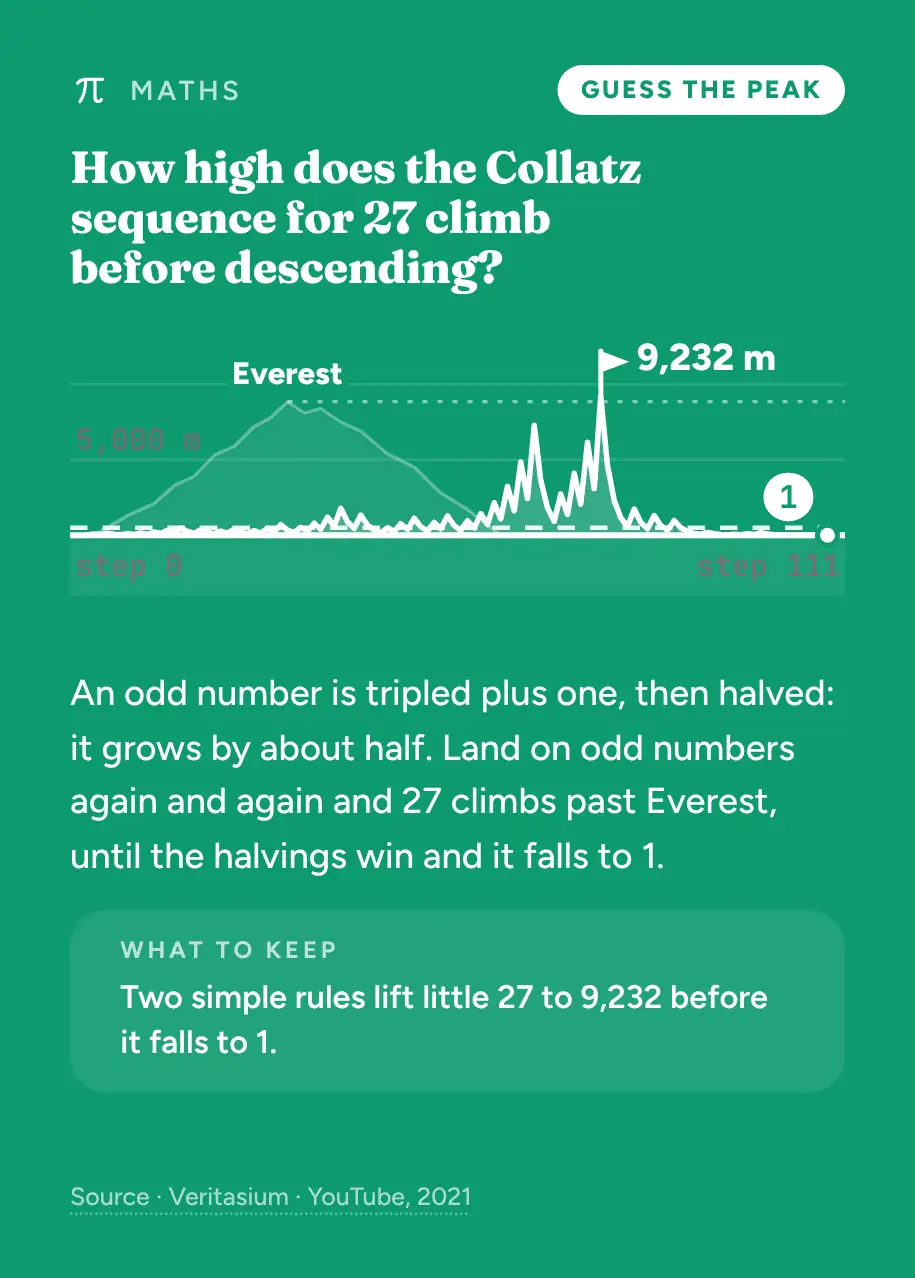 π MATHS
GUESS THE PEAK
How high does the Collatz
sequence for 27 climb
before descending?
9,232 m
Everest
5,000 m
1
step 0
step 111
An odd number is tripled plus one, then halved:
it grows by about half. Land on odd numbers
again and again and 27 climbs past Everest,
until the halvings win and it falls to 1.
WHAT TO KEEP
Two simple rules lift little 27 to 9,232 before
it falls to 1.
Source · Veritasium · YouTube, 2021